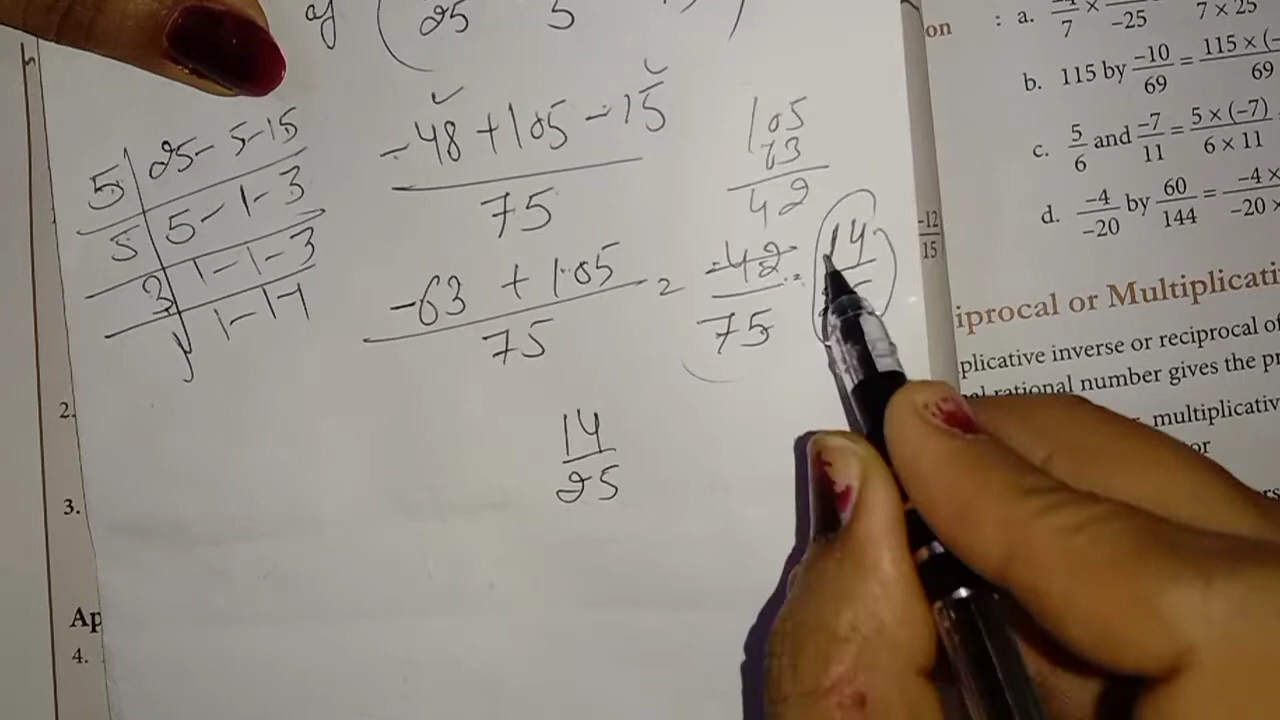 of ( 25 5
5 | 25 - 5 - 15
5 | 5 - 1 - 3
3 | 1 - 1 - 3
1 - 1 - 1
-48 + 105 - 15
75
-63 + 105 = -42 = 14
75 75
105
63
42
14
25
2.
3.
Ap
4.
on : a. 7 × -25 7 × 25
b. 115 by -10/69 = 115 × (-
69
c. 5/6 and -7/11 = 5 × (-7)
6 × 11
d. -4/-20 by 60/144 = -4 ×
-20 ×
-12
15
iprocal or Multiplicati
plicative inverse or reciprocal of
rational number gives the pr
multiplicativ
or